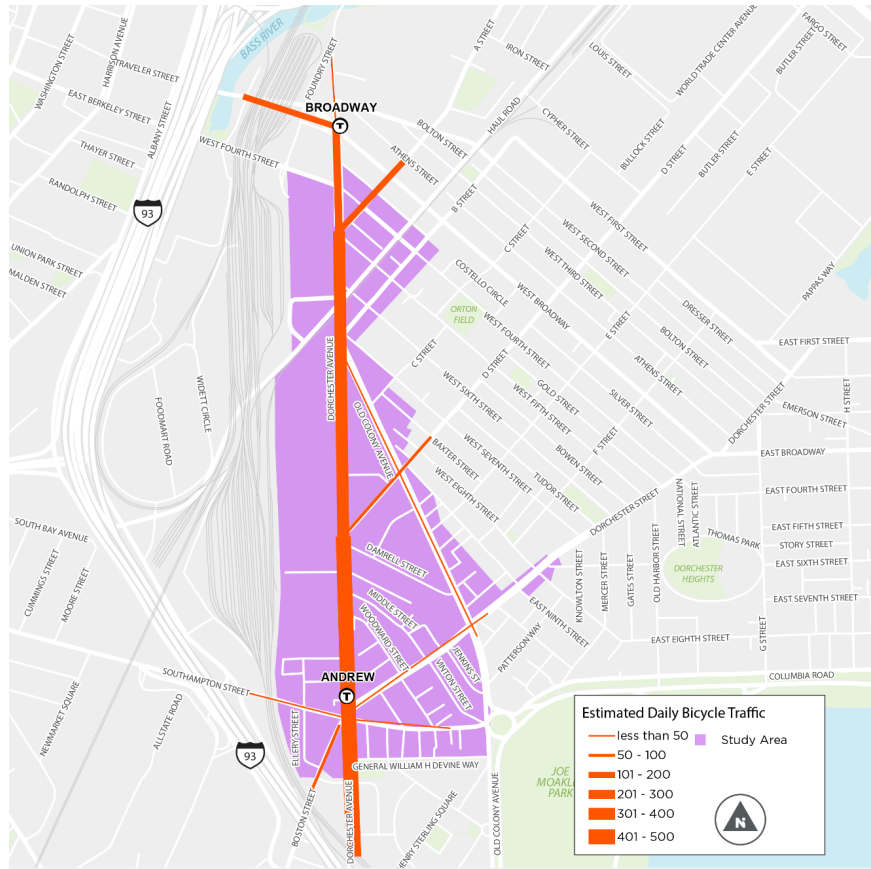 BASS RIVER
FOUNDRY STREET
A STREET
IRON STREET
LOUIS STREET
WORLD TRADE CENTER AVENUE
BUTLER STREET
FARGO STREET
WASHINGTON STREET
HARRISON AVENUE
TRAVELER STREET
EAST BERKELEY STREET
ALBANY STREET
THAYER STREET
RANDOLPH STREET
WEST FOURTH STREET
BROADWAY
T
BOLTON STREET
ATHENS STREET
HAUL ROAD
CYPHER STREET
BULLOCK STREET
D STREET
BUTLER STREET
E STREET
93
B STREET
C STREET
WEST FIRST STREET
WEST SECOND STREET
WEST THIRD STREET
UNION PARK STREET
MALDEN STREET
COSTELLO CIRCLE
WEST BROADWAY
PAPPAS WAY
ORTON
FIELD
WEST FOURTH STREET
E STREET
DRESSER STREET
BOLTON STREET
ATHENS STREET
EAST FIRST STREET
DORCHESTER AVENUE
C STREET
D STREET
WEST SIXTH STREET
WEST FIFTH STREET
GOLD STREET
SILVER STREET
H STREET
FOODMART ROAD
WIDETT CIRCLE
OLD COLONY AVENUE
DORCHESTER STREET
EMERSON STREET
F STREET
BOWEN STREET
BAXTER STREET
WEST SEVENTH STREET
WEST EIGHTH STREET
TUDOR STREET
EAST BROADWAY
NATIONAL STREET
ATLANTIC STREET
EAST FOURTH STREET
DORCHESTER STREET
SOUTH BAY AVENUE
CUMMINGS STREET
MOORE STREET
DAMRELL STREET
MIDDLE STREET
WOODWARD STREET
THOMAS PARK
EAST FIFTH STREET
STORY STREET
EAST SIXTH STREET
DORCHESTER
HEIGHTS
KNOWLTON STREET
MERCER STREET
GATES STREET
OLD HARBOR STREET
EAST SEVENTH STREET
EAST NINTH STREET
G STREET
PATTERSON WAY
EAST EIGHTH STREET
JENKINS ST
VINTON STREET
ANDREW
T
SOUTHAMPTON STREET
COLUMBIA ROAD
NEWMARKET SQUARE
ALLSTATE ROAD
ELLERY STREET
93
GENERAL WILLIAM H DEVINE WAY
BOSTON STREET
DORCHESTER AVENUE
HENRY STERLING SQUARE
OLD COLONY AVENUE
JOE
MOAKLE
PARK
Estimated Daily Bicycle Traffic
less than 50
Study Area
50 - 100
101 - 200
201 - 300
301 - 400
401 - 500
N